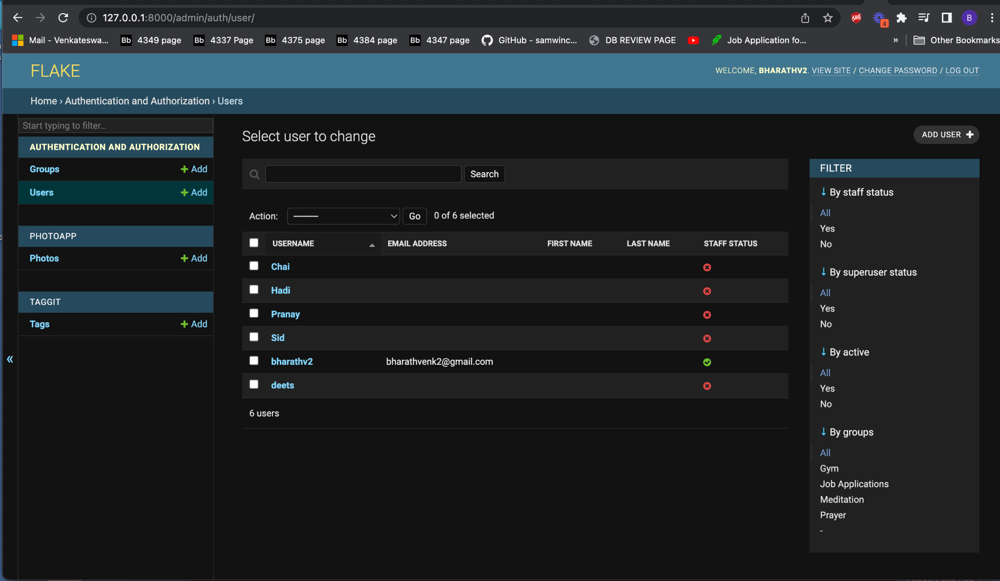 127.0.0.1:8000/admin/auth/user/
4
B
Mail - Venkateswa...
Bb 4349 page
Bb 4337 Page
Bb 4375 page
Bb 4384 page
Bb 4347 page
GitHub - samwinc...
DB REVIEW PAGE
Job Application fo...
»
Other Bookmarks
FLAKE
WELCOME, BHARATHV2. VIEW SITE / CHANGE PASSWORD / LOG OUT
Home › Authentication and Authorization › Users
Start typing to filter...
AUTHENTICATION AND AUTHORIZATION
Groups + Add
Users + Add
PHOTOAPP
Photos + Add
TAGGIT
Tags + Add
«
Select user to change
ADD USER +
Search
Action: --------- Go 0 of 6 selected
USERNAME EMAIL ADDRESS FIRST NAME LAST NAME STAFF STATUS
Chai
Hadi
Pranay
Sid
bharathv2 bharathvenk2@gmail.com
deets
6 users
FILTER
↓ By staff status
All
Yes
No
↓ By superuser status
All
Yes
No
↓ By active
All
Yes
No
↓ By groups
All
Gym
Job Applications
Meditation
Prayer
-